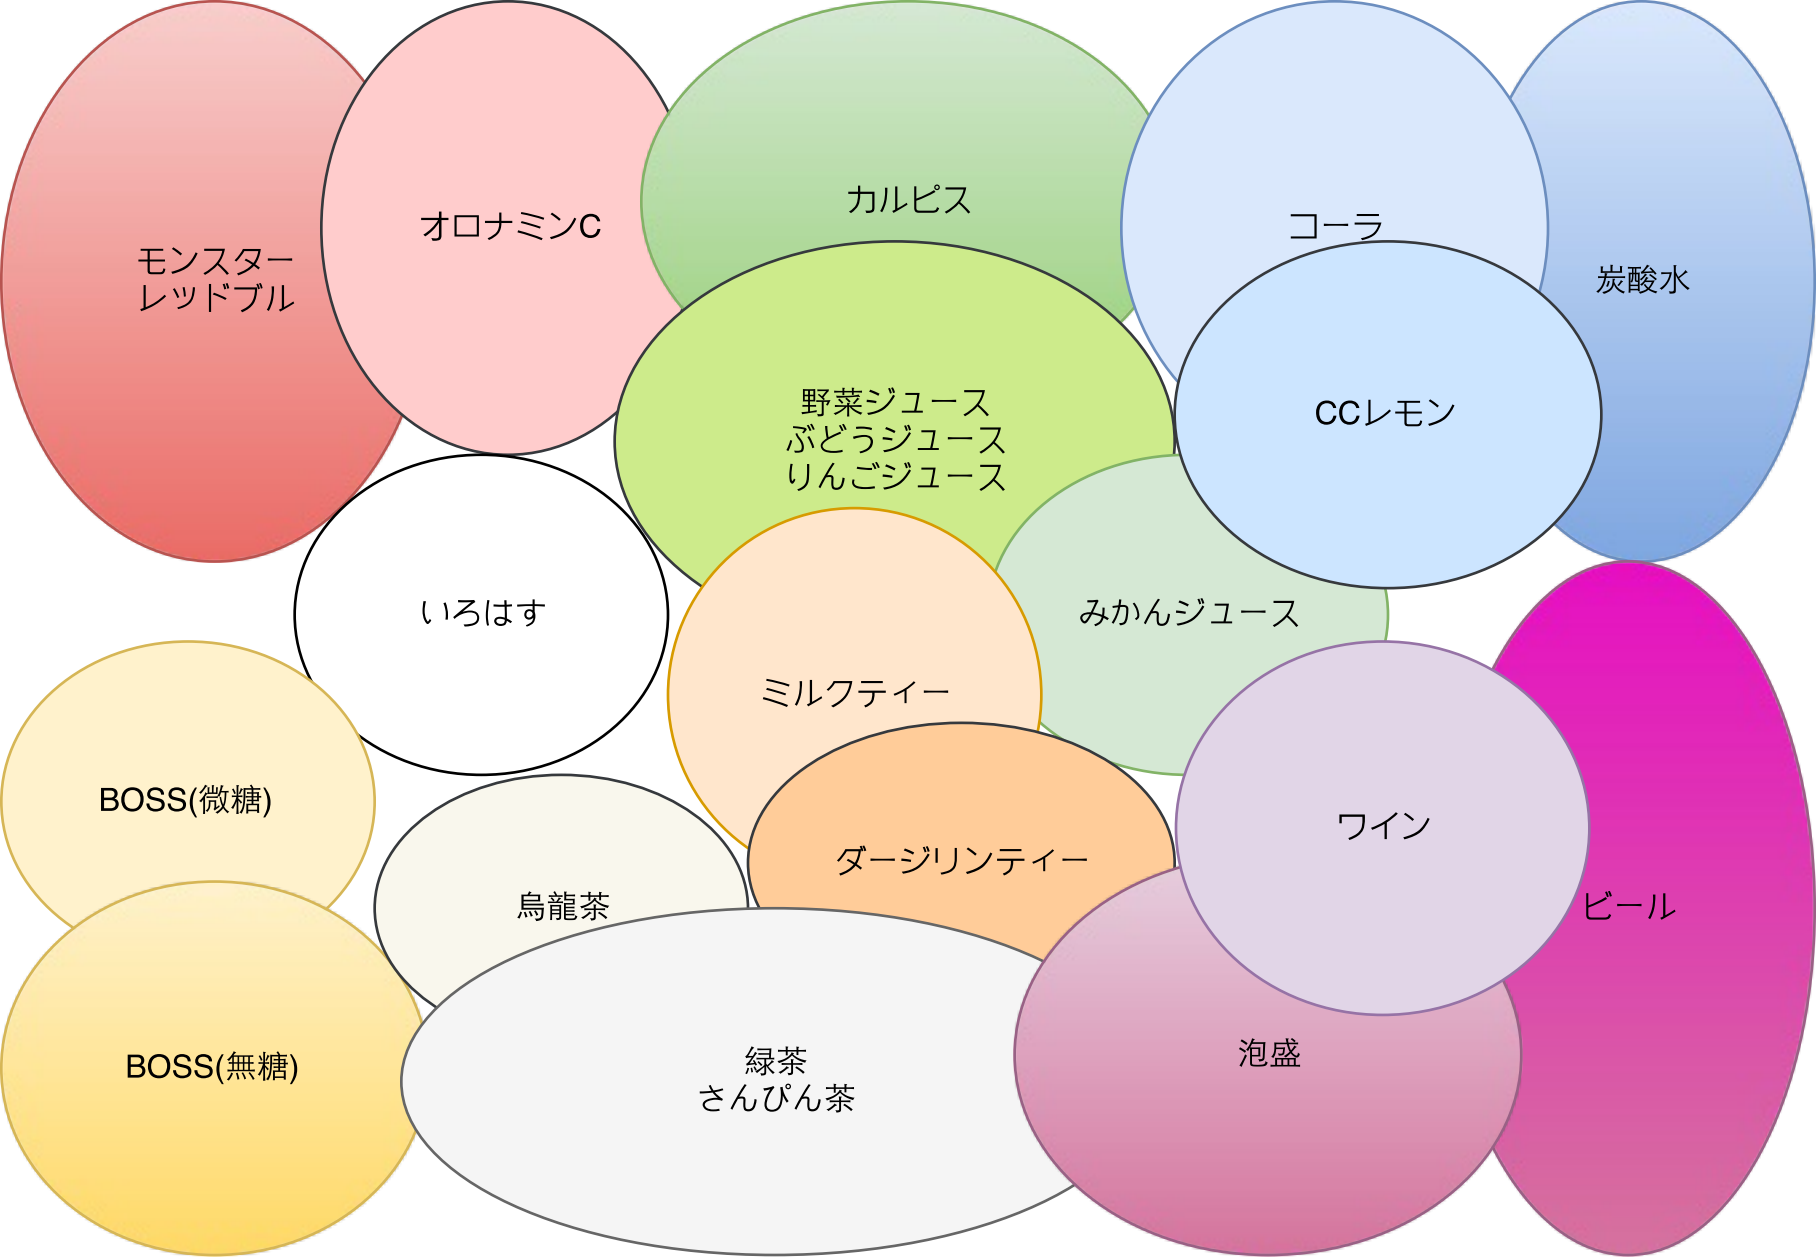 カルピス
オロナミンC
コーラ
モンスター
レッドブル
炭酸水
野菜ジュース
ぶどうジュース
りんごジュース
CCレモン
いろはす
みかんジュース
ミルクティー
BOSS(微糖)
ワイン
ダージリンティー
烏龍茶
ビール
BOSS(無糖)
緑茶
さんぴん茶
泡盛